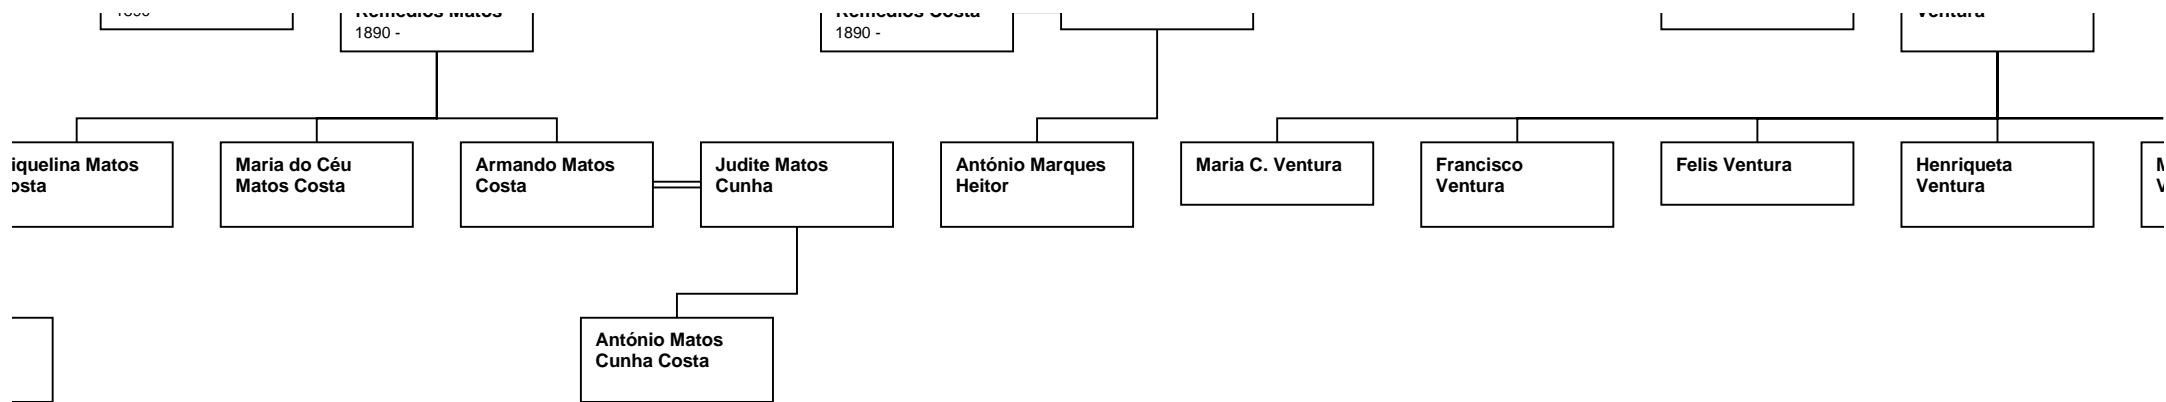 1890
Remedios Matos
1890 -
Remedios Costa
1890 -
Ventura
iquelina Matos
osta
Maria do Céu
Matos Costa
Armando Matos
Costa
Judite Matos
Cunha
António Marques
Heitor
Maria C. Ventura
Francisco
Ventura
Felis Ventura
Henriqueta
Ventura
António Matos
Cunha Costa